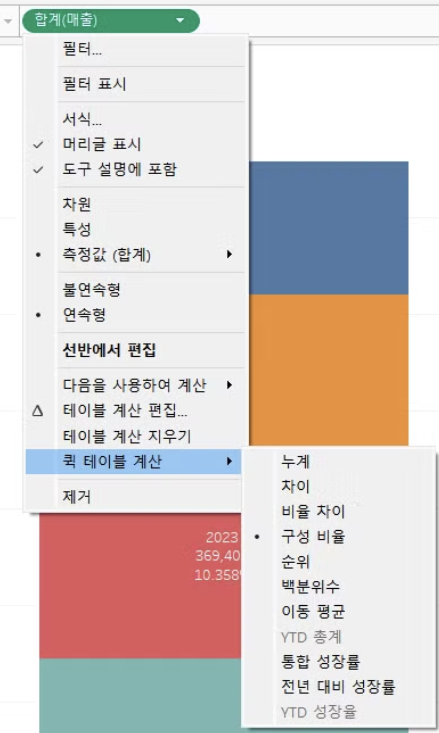 합계(매출)
필터...
필터 표시
서식...
머리글 표시
도구 설명에 포함
차원
특성
측정값 (합계)
불연속형
연속형
선반에서 편집
다음을 사용하여 계산
테이블 계산 편집...
테이블 계산 지우기
퀵 테이블 계산
제거
누계
차이
비율 차이
구성 비율
순위
백분위수
이동 평균
YTD 총계
통합 성장률
전년 대비 성장률
YTD 성장율
2023
369,40
10.358